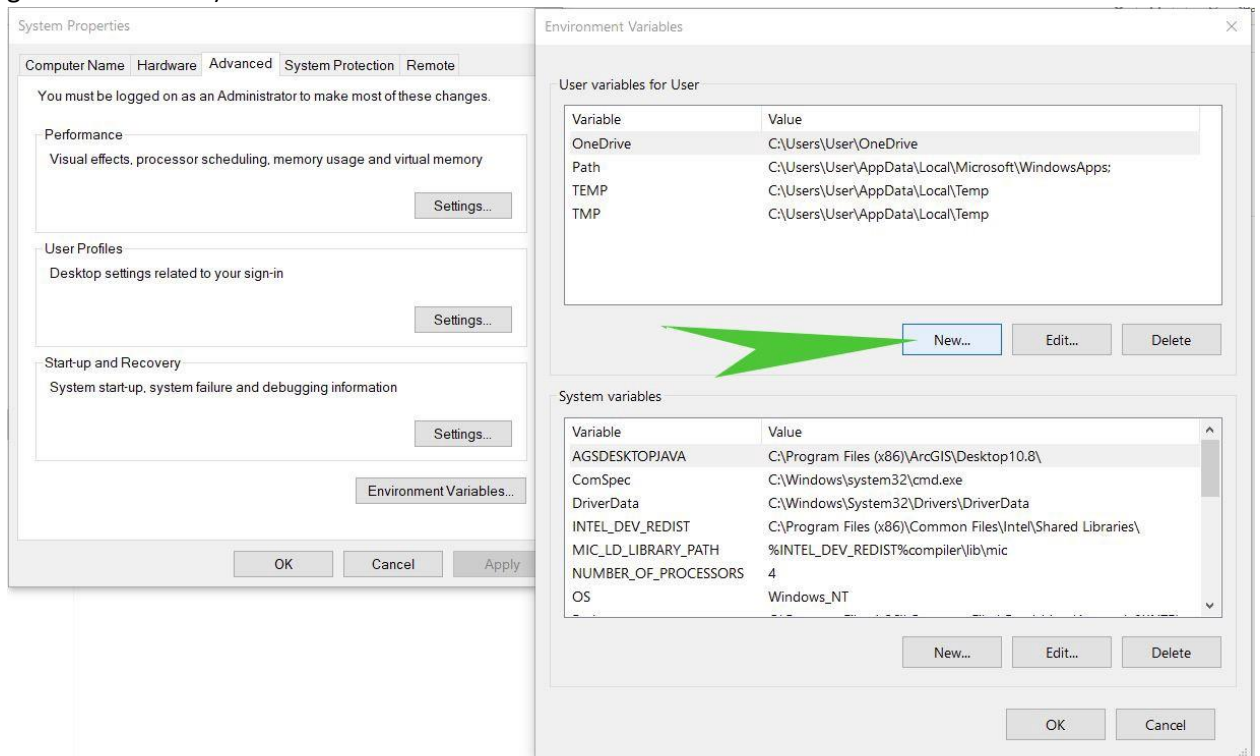 System Properties
Computer Name Hardware Advanced System Protection Remote
You must be logged on as an Administrator to make most of these changes.
Performance
Visual effects, processor scheduling, memory usage and virtual memory
Settings...
User Profiles
Desktop settings related to your sign-in
Settings...
Start-up and Recovery
System start-up, system failure and debugging information
Settings...
Environment Variables...
OK Cancel Apply
Environment Variables
User variables for User
Variable Value
OneDrive C:\Users\User\OneDrive
Path C:\Users\User\AppData\Local\Microsoft\WindowsApps;
TEMP C:\Users\User\AppData\Local\Temp
TMP C:\Users\User\AppData\Local\Temp
New... Edit... Delete
System variables
Variable Value
AGSDESKTOPJAVA C:\Program Files (x86)\ArcGIS\Desktop10.8\
ComSpec C:\Windows\system32\cmd.exe
DriverData C:\Windows\System32\Drivers\DriverData
INTEL_DEV_REDIST C:\Program Files (x86)\Common Files\Intel\Shared Libraries\
MIC_LD_LIBRARY_PATH %INTEL_DEV_REDIST%compiler\lib\mic
NUMBER_OF_PROCESSORS 4
OS Windows_NT
New... Edit... Delete
OK Cancel